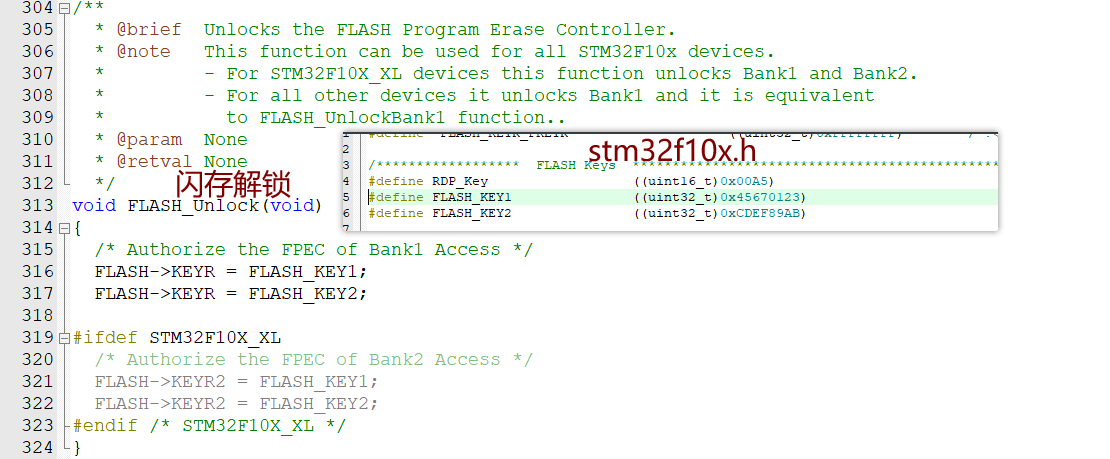 304 /**
305 * @brief Unlocks the FLASH Program Erase Controller.
306 * @note This function can be used for all STM32F10x devices.
307 * - For STM32F10X_XL devices this function unlocks Bank1 and Bank2.
308 * - For all other devices it unlocks Bank1 and it is equivalent
309 * to FLASH_UnlockBank1 function..
310 * @param None
311 * @retval None
312 */
闪存解锁
313 void FLASH_Unlock(void)
stm32f10x.h
2
3 /****************** FLASH Keys **********************************************
4 #define RDP_Key ((uint16_t)0x00A5)
5 #define FLASH_KEY1 ((uint32_t)0x45670123)
6 #define FLASH_KEY2 ((uint32_t)0xCDEF89AB)
7
314 {
315 /* Authorize the FPEC of Bank1 Access */
316 FLASH->KEYR = FLASH_KEY1;
317 FLASH->KEYR = FLASH_KEY2;
318
319 #ifdef STM32F10X_XL
320 /* Authorize the FPEC of Bank2 Access */
321 FLASH->KEYR2 = FLASH_KEY1;
322 FLASH->KEYR2 = FLASH_KEY2;
323 #endif /* STM32F10X_XL */
324 }